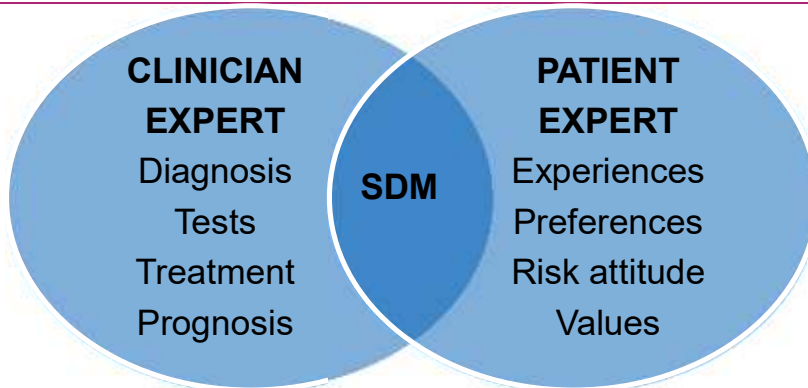 CLINICIAN
EXPERT
Diagnosis
Tests
Treatment
Prognosis
SDM
PATIENT
EXPERT
Experiences
Preferences
Risk attitude
Values